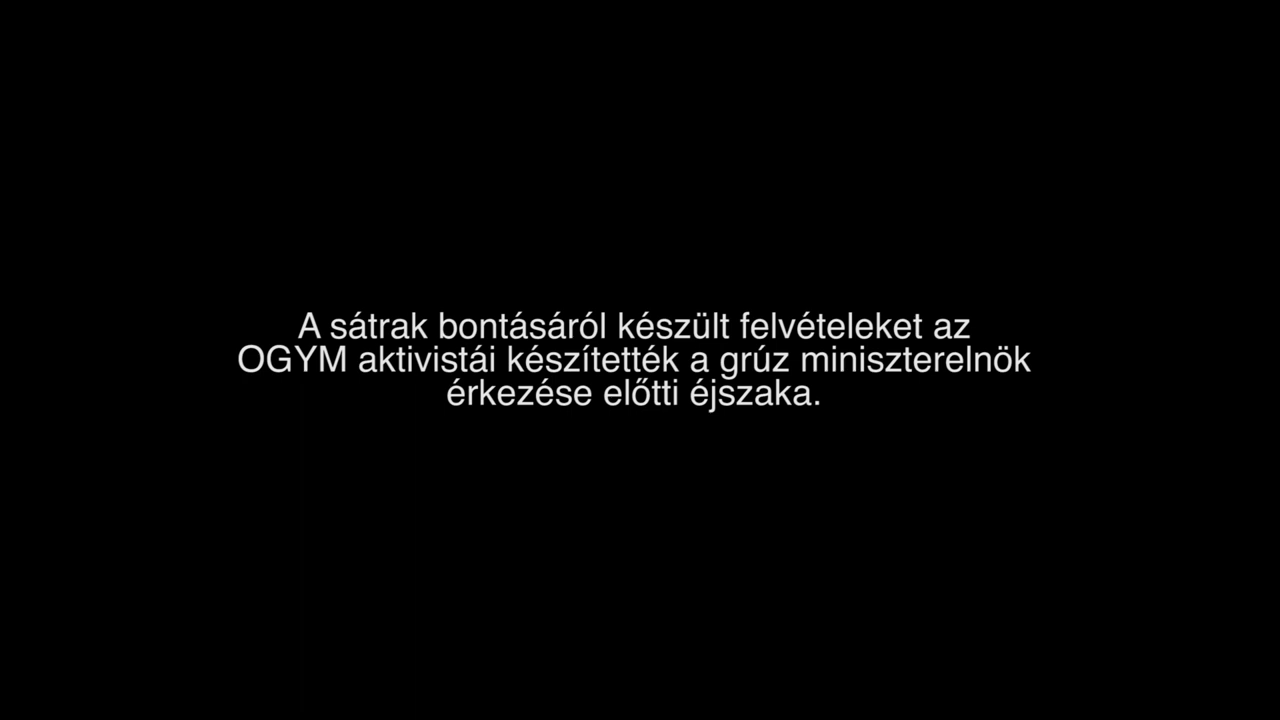 A sátrak bontásáról készült felvételeket az
OGYM aktivistái készítették a grúz miniszterelnök
érkezése előtti éjszaka.